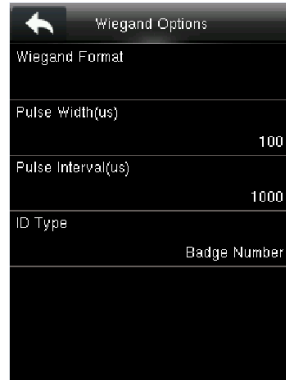 Wiegand Options
Wiegand Format
Pulse Width(us)
100
Pulse Interval(us)
1000
ID Type
Badge Number